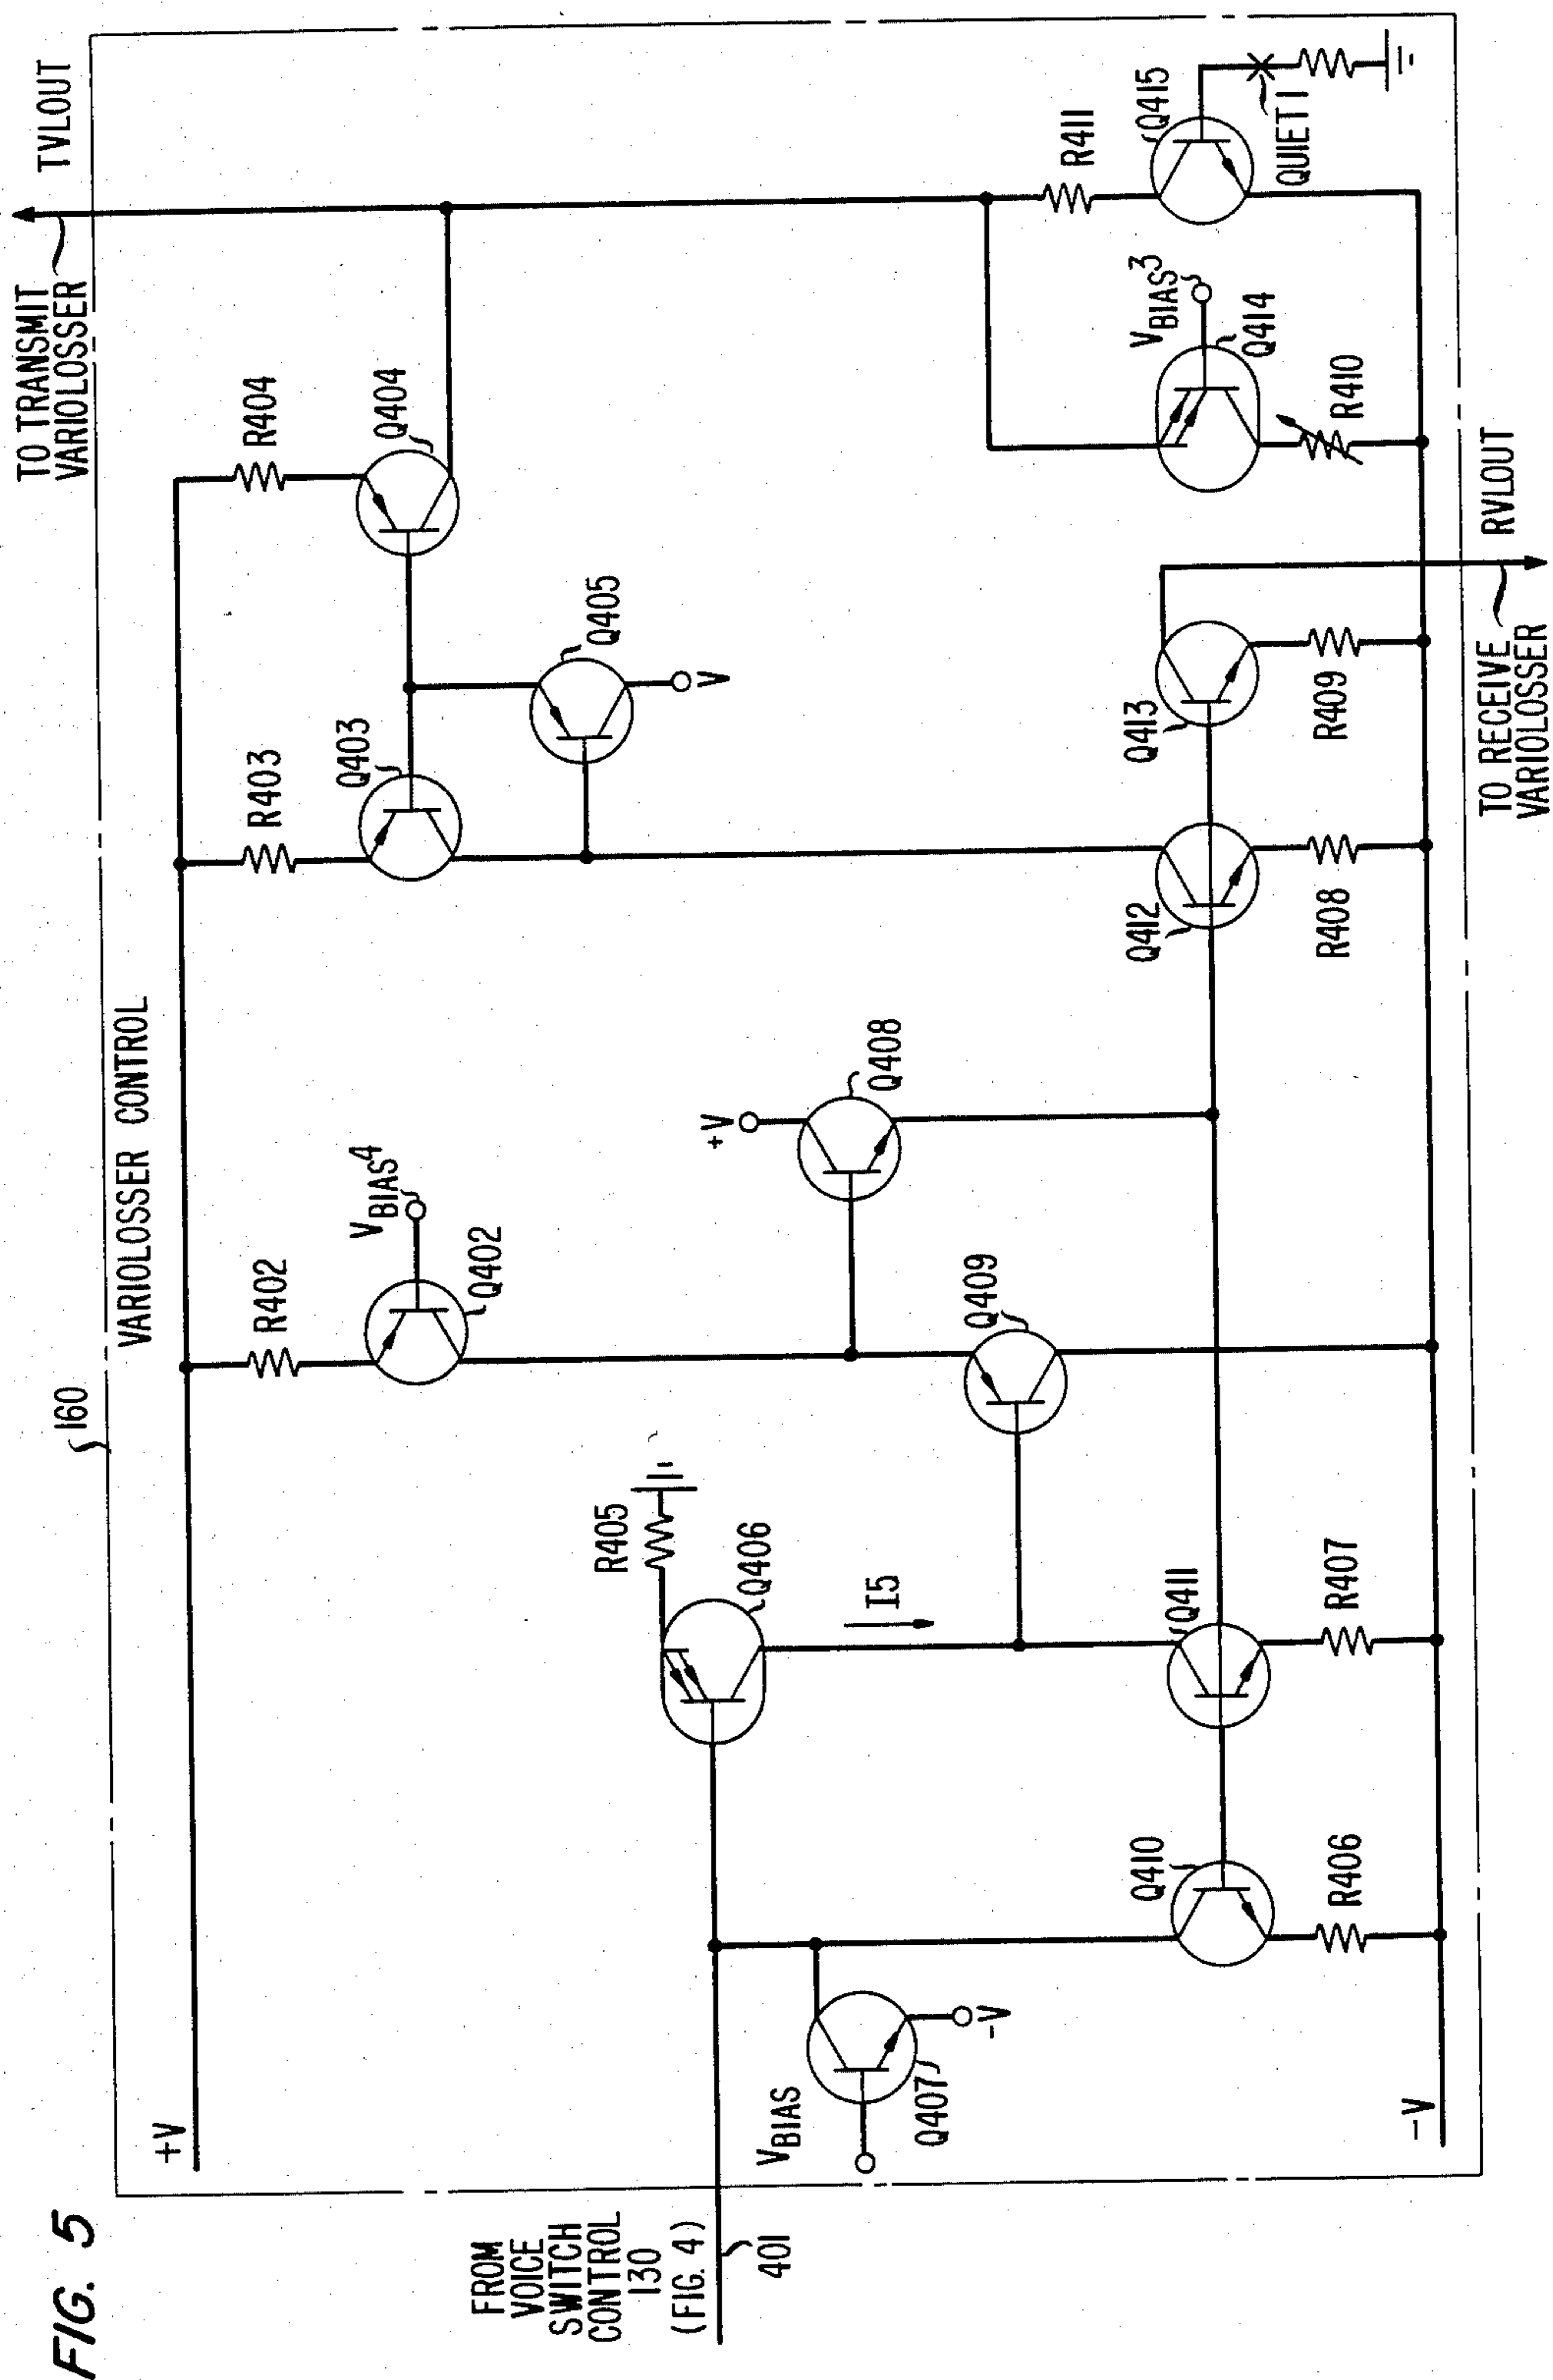 FIG. 5
160
VARIOLOSSER CONTROL
TO TRANSMIT
VARIOLOSSER
TVLOUT
+V
R402
VBIAS4
Q402
R403
Q403
R404
Q404
Q405
V
FROM
VOICE
SWITCH
CONTROL
130
(FIG. 4)
401
R405
Q406
I5
+V
Q408
Q409
VBIAS
Q407
-V
Q410
R406
Q411
R407
Q412
R408
Q413
R409
VBIAS3
Q414
R410
R411
Q415
QUIET 1
-V
TO RECEIVE
VARIOLOSSER
RVLOUT